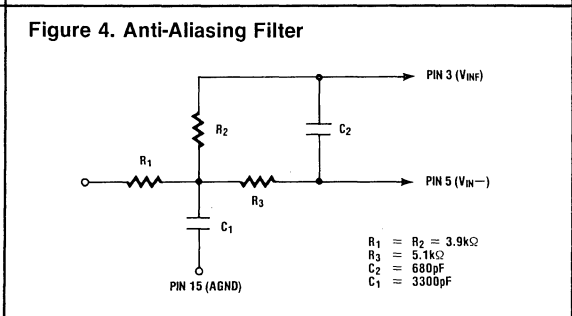 Figure 4. Anti-Aliasing Filter
PIN 3 (VINF)
R2
C2
R1
PIN 5 (VIN−)
R3
C1
PIN 15 (AGND)
R1 = R2 = 3.9kΩ
R3 = 5.1kΩ
C2 = 680pF
C1 = 3300pF